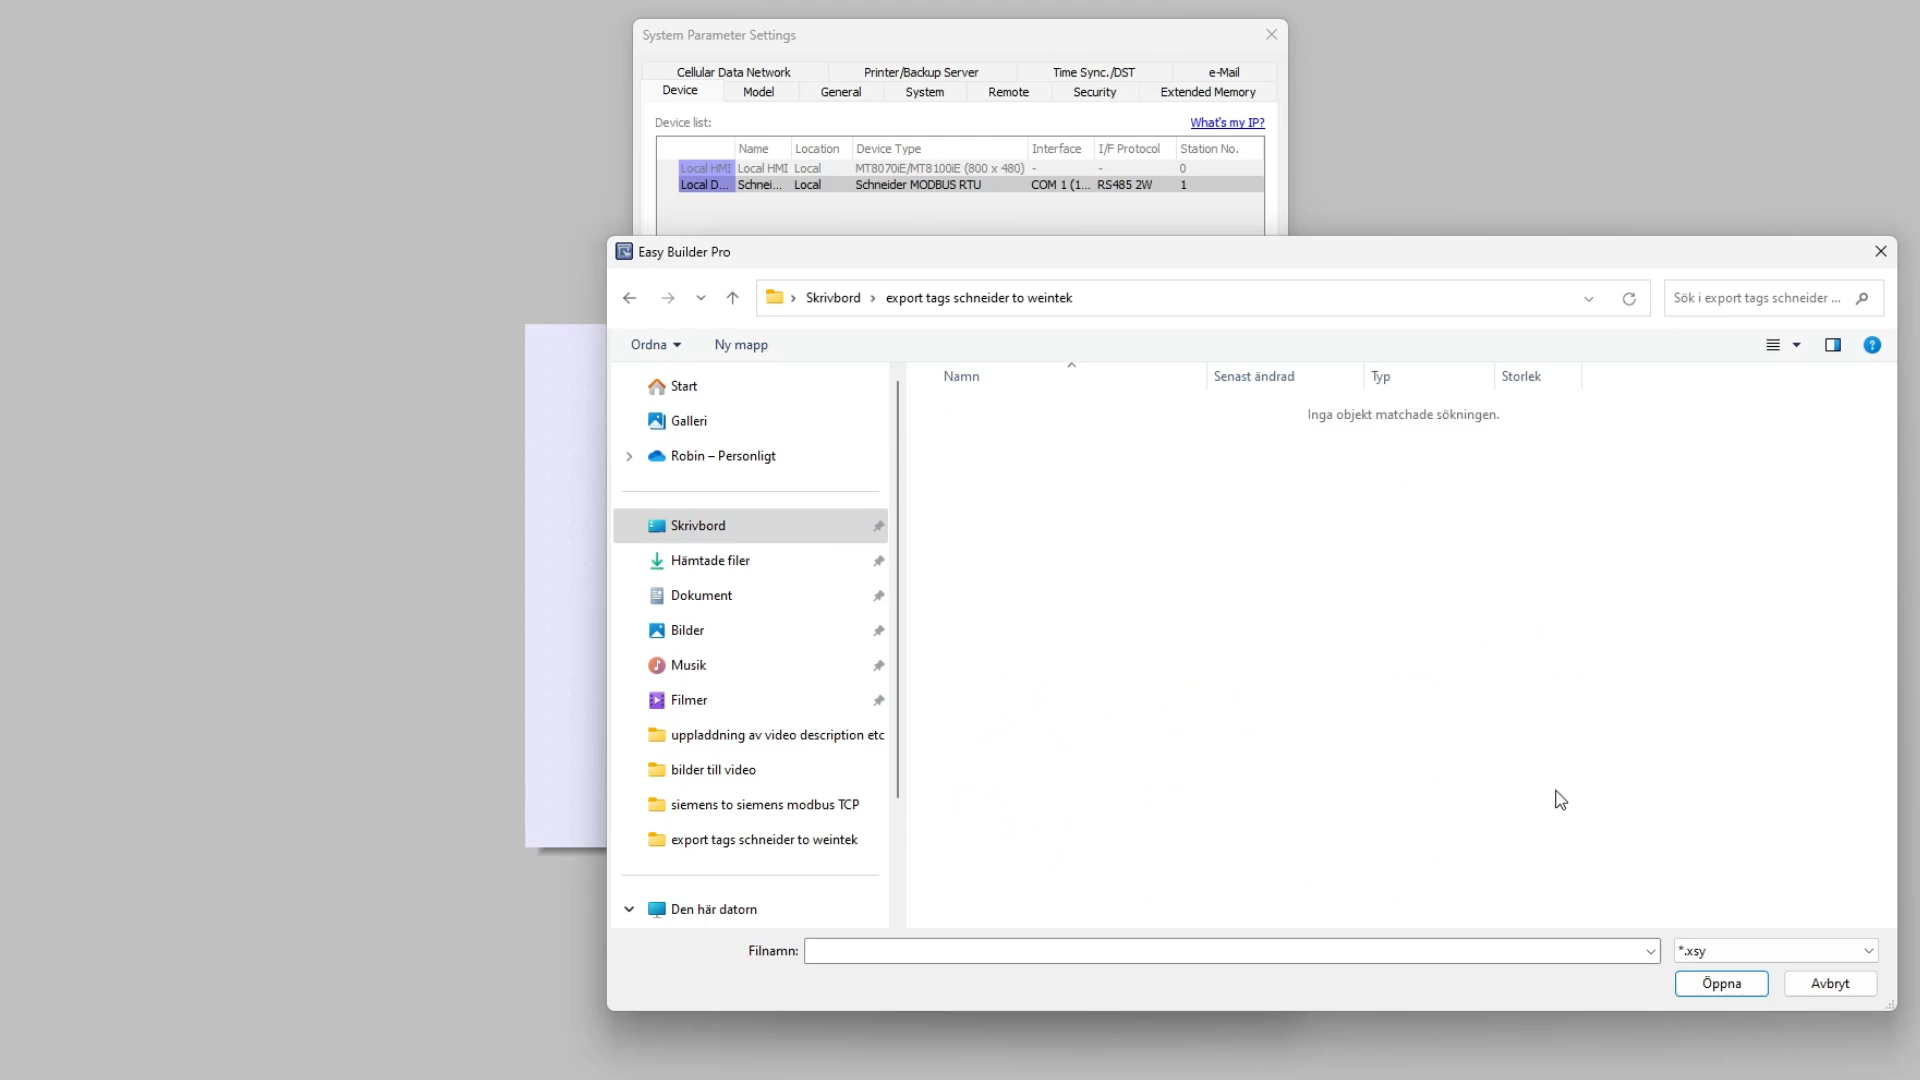 System Parameter Settings
Cellular Data Network Printer/Backup Server Time Sync./DST e-Mail
Device Model General System Remote Security Extended Memory
Device list: What's my IP?
Name Location Device Type Interface I/F Protocol Station No.
Local HMI Local HMI Local MT8070iE/MT8100iE (800 x 480) - - 0
Local D... Schnei... Local Schneider MODBUS RTU COM 1 (1... RS485 2W 1
Easy Builder Pro
Skrivbord export tags schneider to weintek Sök i export tags schneider ...
Ordna Ny mapp
Namn Senast ändrad Typ Storlek
Inga objekt matchade sökningen.
Start
Galleri
Robin – Personligt
Skrivbord
Hämtade filer
Dokument
Bilder
Musik
Filmer
uppladdning av video description etc
bilder till video
siemens to siemens modbus TCP
export tags schneider to weintek
Den här datorn
Filnamn: *.xsy
Öppna Avbryt